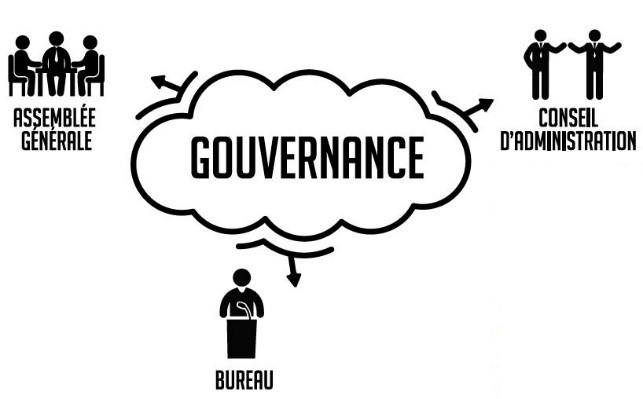 ASSEMBLÉE
GÉNÉRALE
CONSEIL
D'ADMINISTRATION
GOUVERNANCE
BUREAU